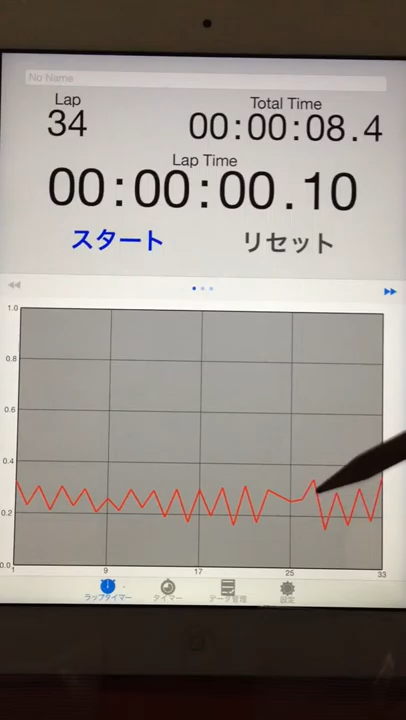 No Name
Lap
Total Time
34
00:00:08.4
Lap Time
00:00:00.10
スタート
リセット
1.0
0.8
0.6
0.4
0.2
0.0
1
9
17
25
33
ラップタイマー
タイマー
データ管理
設定